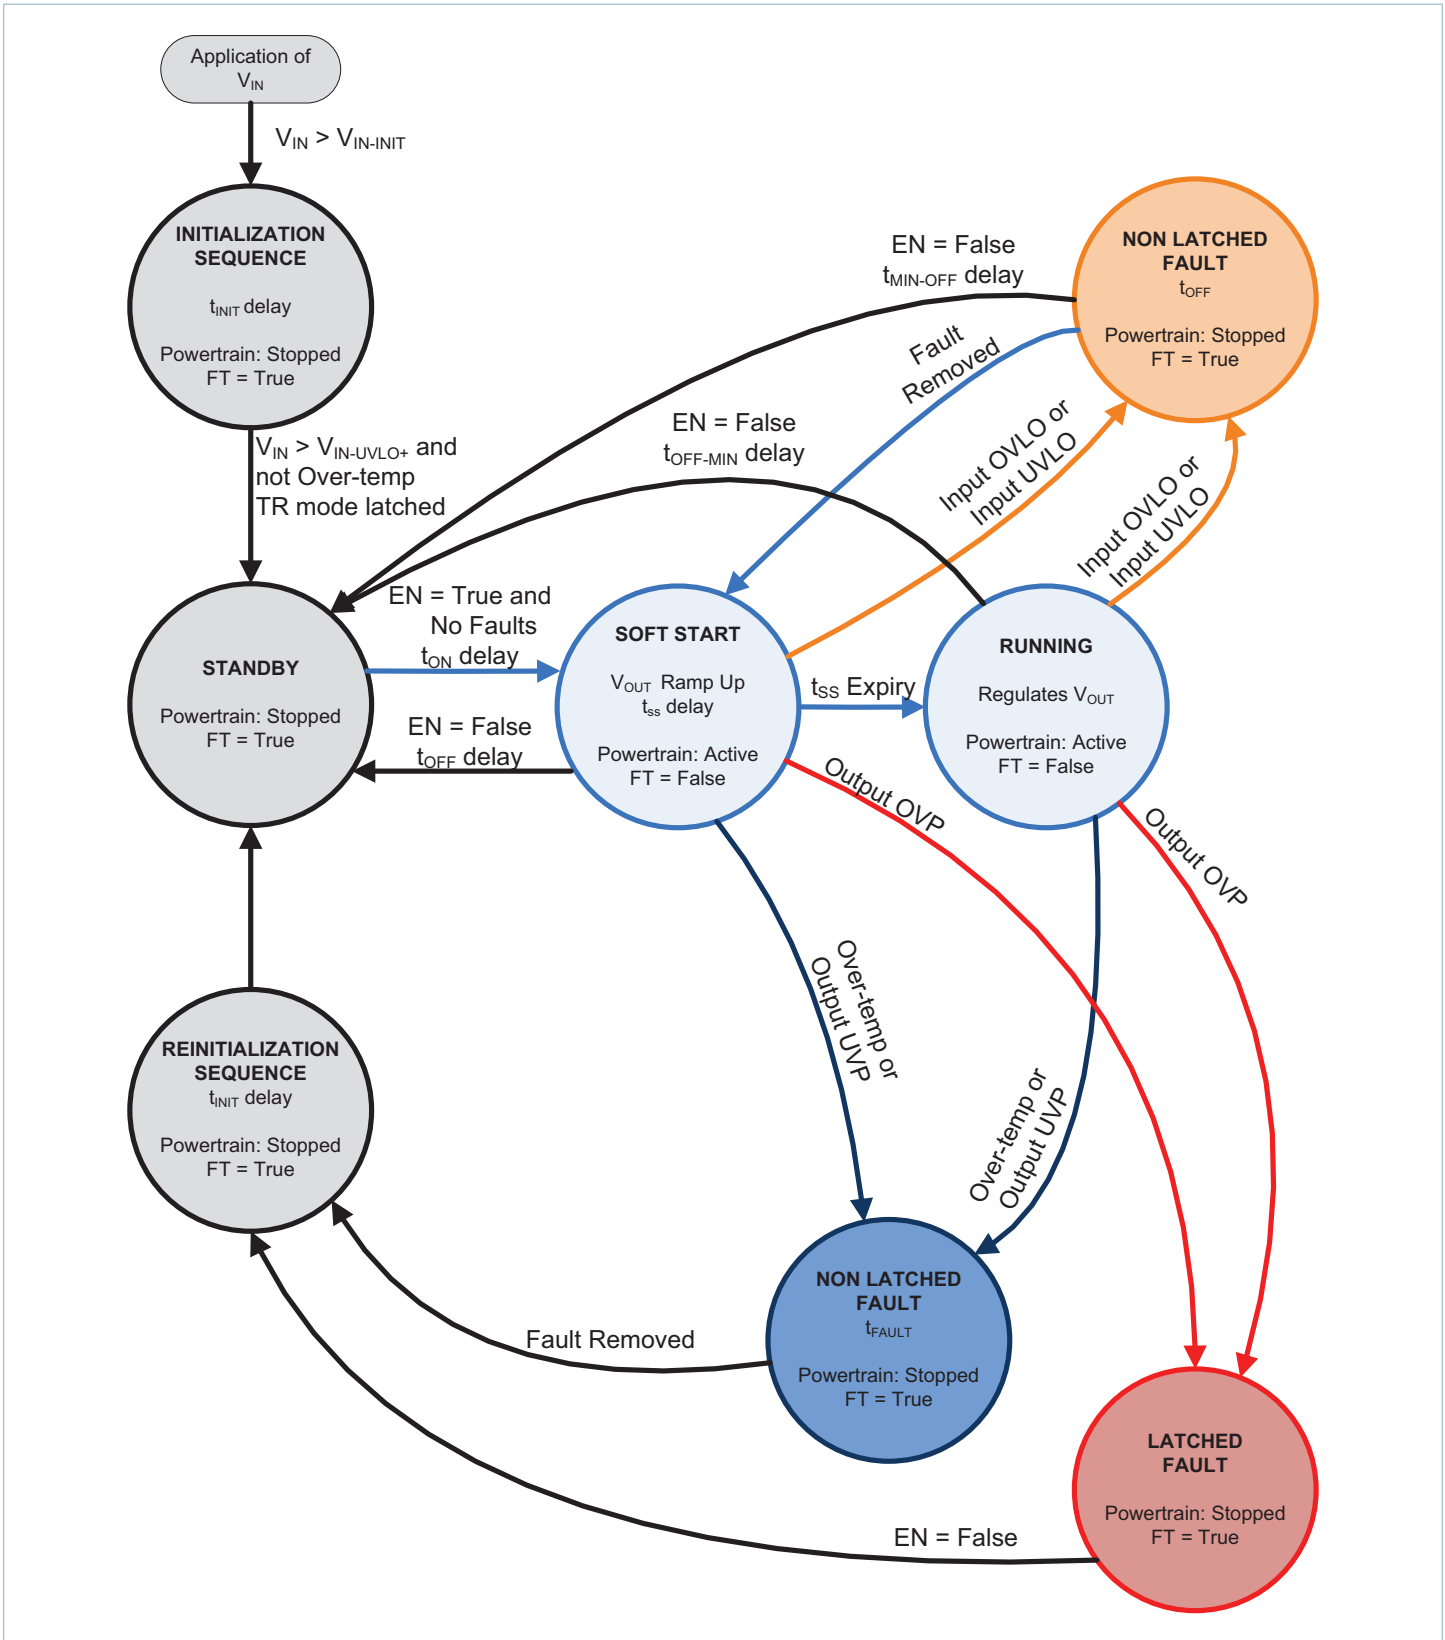 Application of
VIN
VIN > VIN-INIT
INITIALIZATION
SEQUENCE
tINIT delay
Powertrain: Stopped
FT = True
VIN > VIN-UVLO+ and
not Over-temp
TR mode latched
STANDBY
Powertrain: Stopped
FT = True
EN = True and
No Faults
tON delay
EN = False
tOFF delay
EN = False
tMIN-OFF delay
EN = False
tOFF-MIN delay
Fault
Removed
NON LATCHED
FAULT
tOFF
Powertrain: Stopped
FT = True
Input OVLO or
Input UVLO
Input OVLO or
Input UVLO
SOFT START
VOUT Ramp Up
tss delay
Powertrain: Active
FT = False
tSS Expiry
RUNNING
Regulates VOUT
Powertrain: Active
FT = False
Output OVP
Output OVP
Over-temp or
Output UVP
Over-temp or
Output UVP
REINITIALIZATION
SEQUENCE
tINIT delay
Powertrain: Stopped
FT = True
Fault Removed
NON LATCHED
FAULT
tFAULT
Powertrain: Stopped
FT = True
LATCHED
FAULT
Powertrain: Stopped
FT = True
EN = False